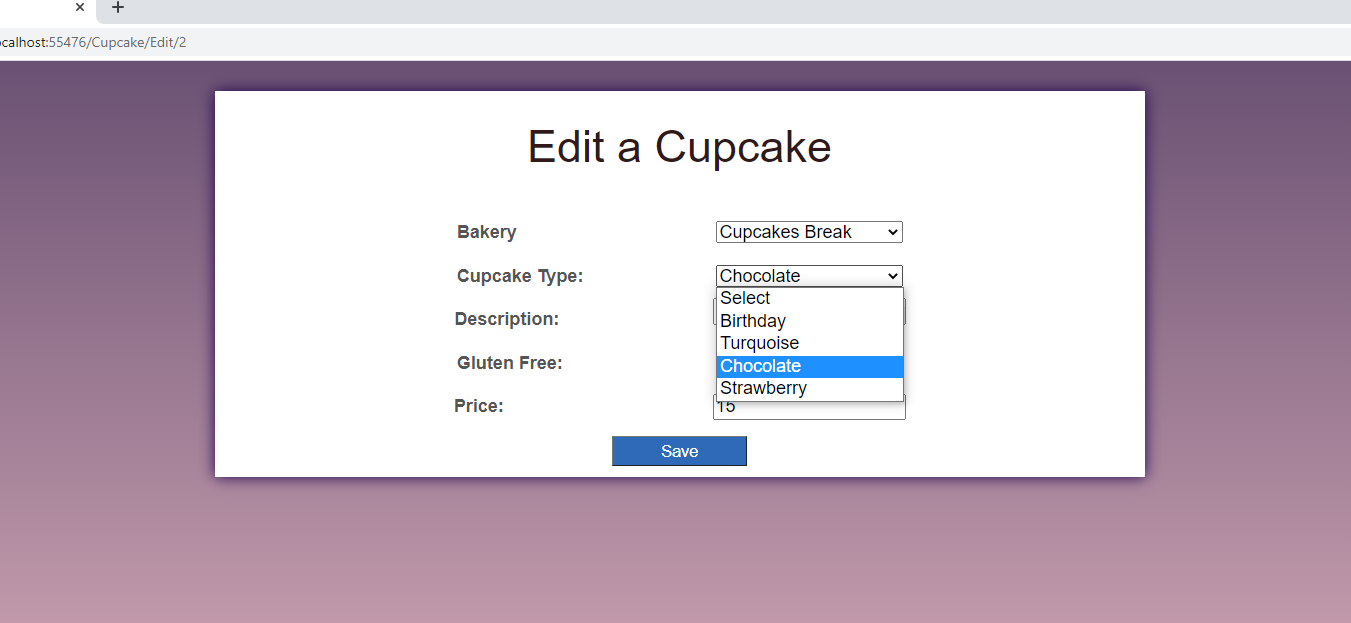 ocalhost:55476/Cupcake/Edit/2
Edit a Cupcake
Bakery Cupcakes Break
Cupcake Type: Chocolate
Select
Description:
Birthday
Turquoise
Gluten Free:
Chocolate
Strawberry
Price: 15
Save